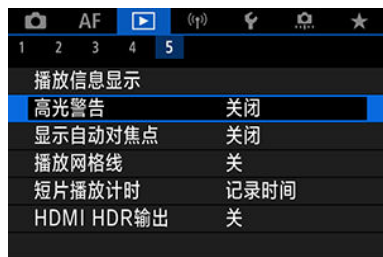 AF
1 2 3 4 5
播放信息显示
高光警告 关闭
显示自动对焦点 关闭
播放网格线 关
短片播放计时 记录时间
HDMI HDR输出 关